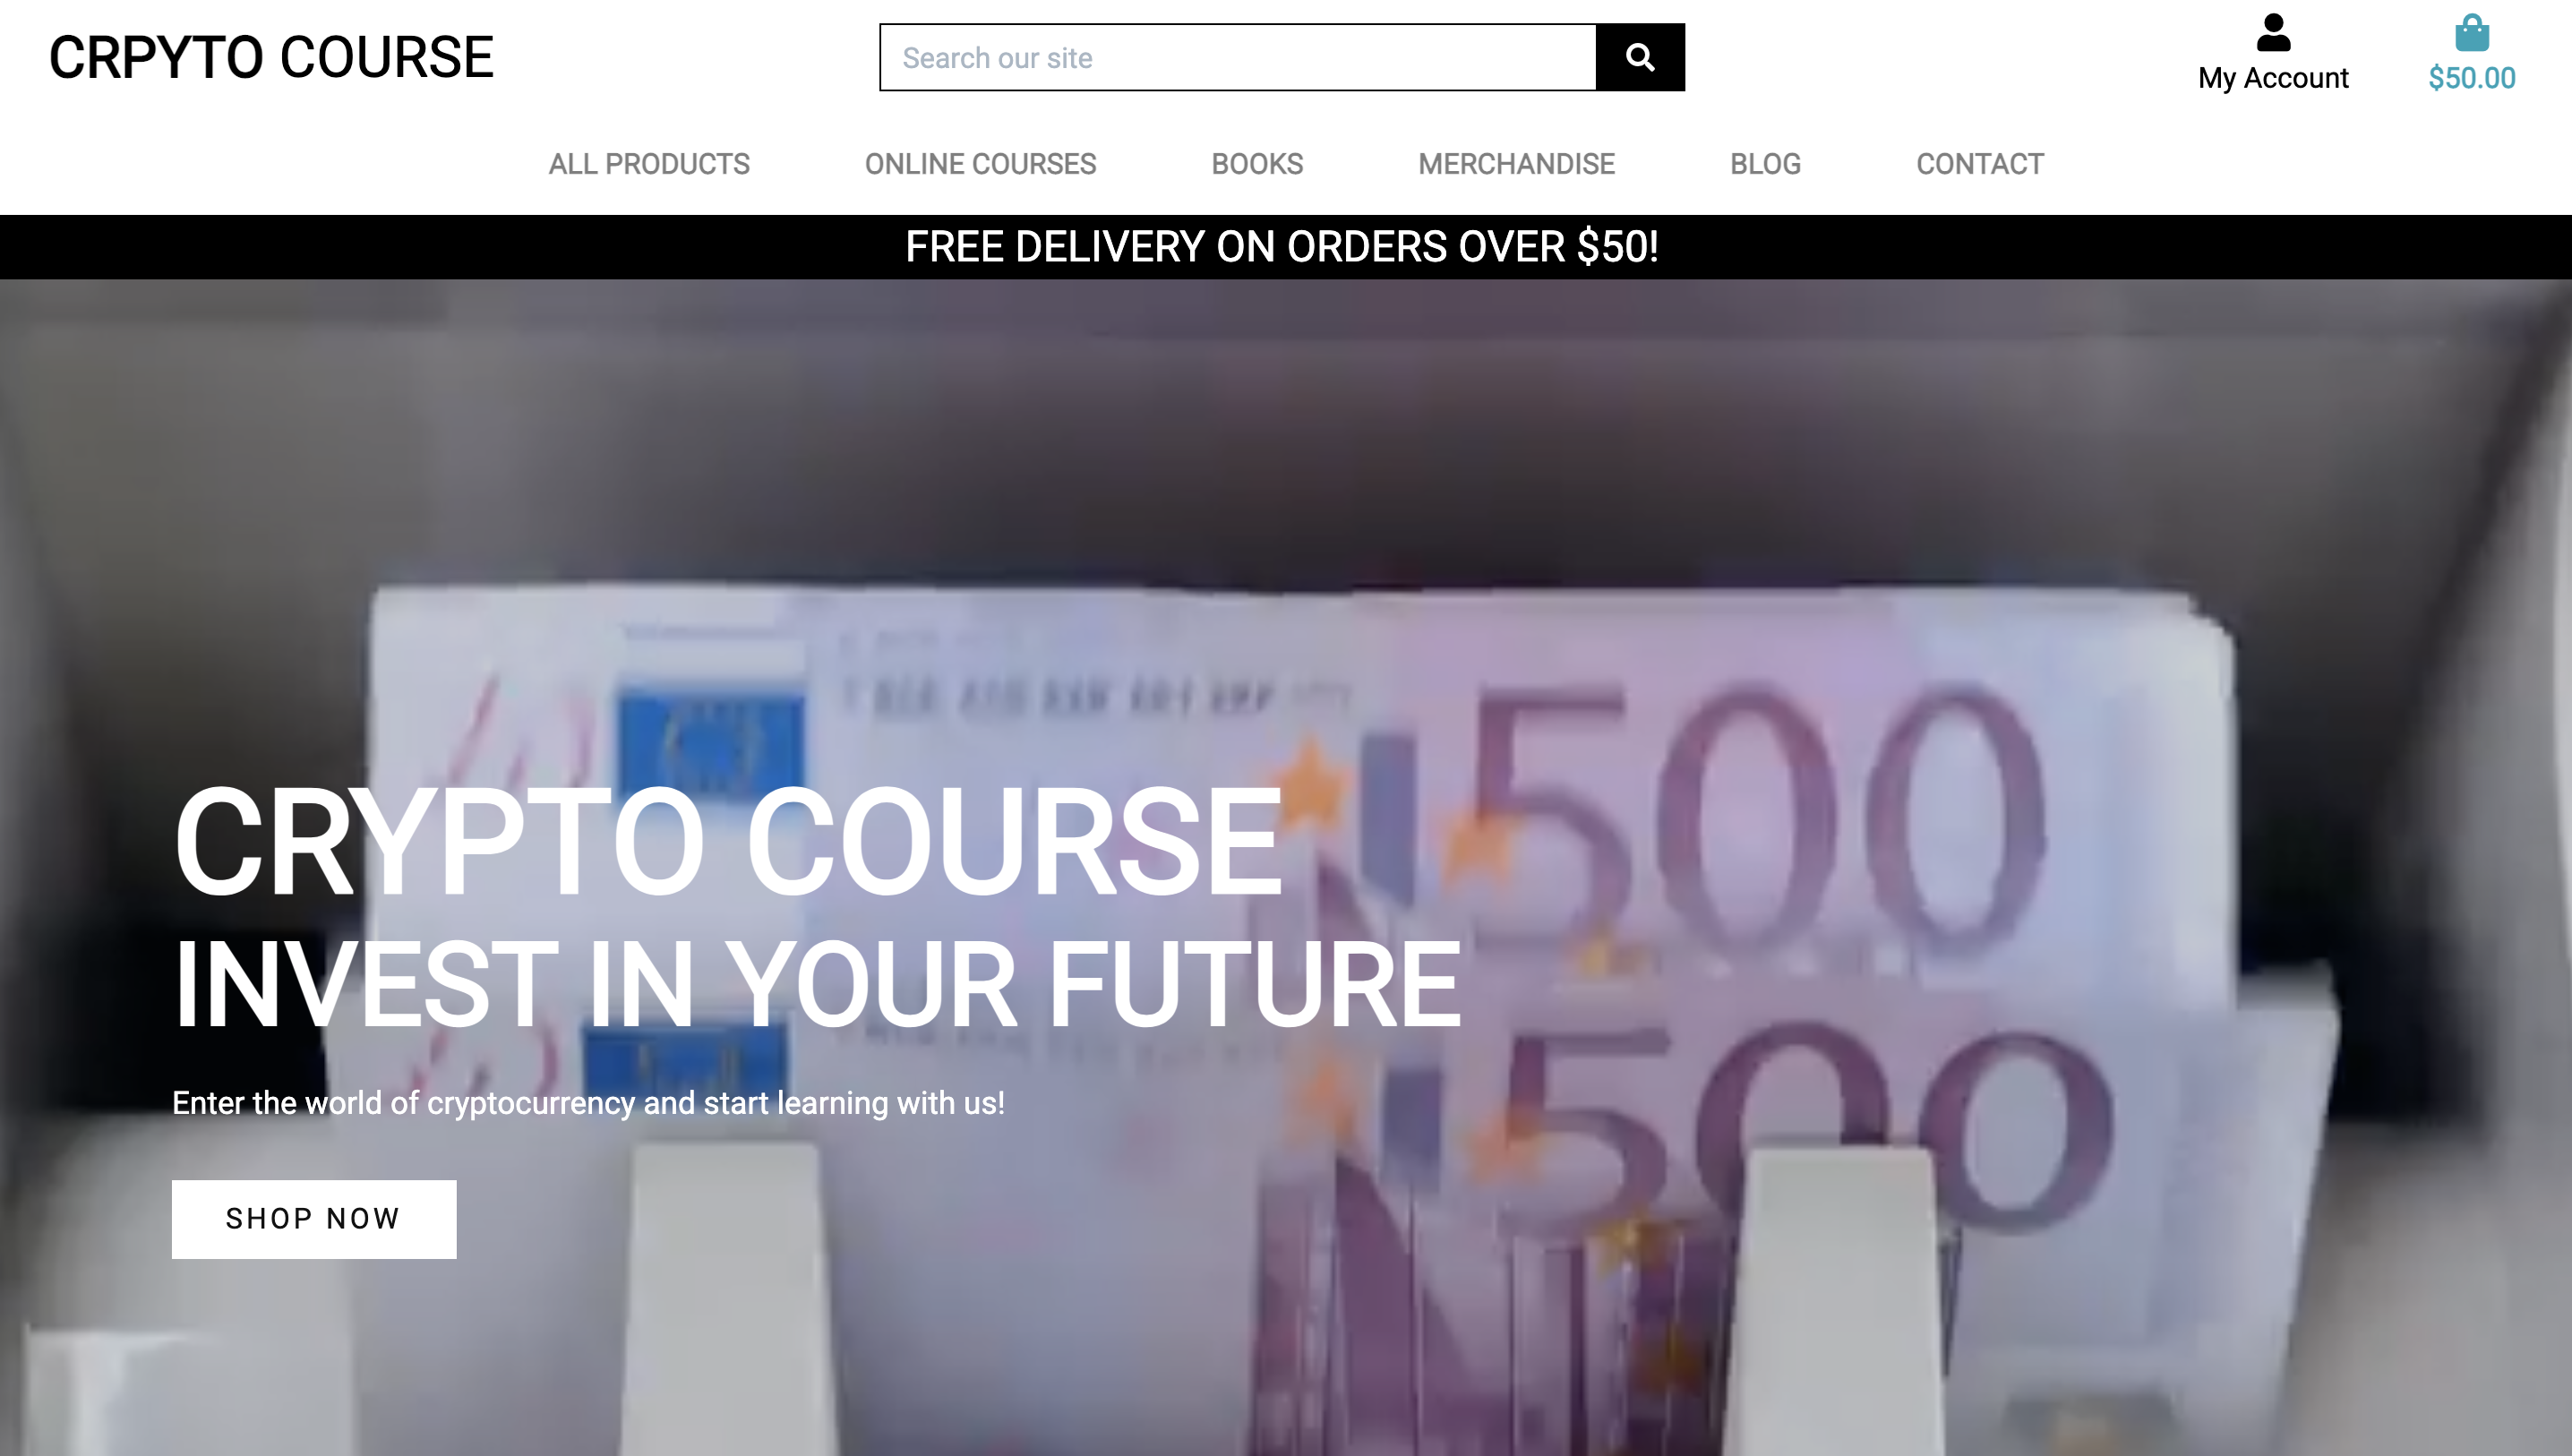 CRPYTO COURSE
Search our site
My Account
$50.00
ALL PRODUCTS ONLINE COURSES BOOKS MERCHANDISE BLOG CONTACT
FREE DELIVERY ON ORDERS OVER $50!
500
CRYPTO COURSE
INVEST IN YOUR FUTURE
500
Enter the world of cryptocurrency and start learning with us!
SHOP NOW